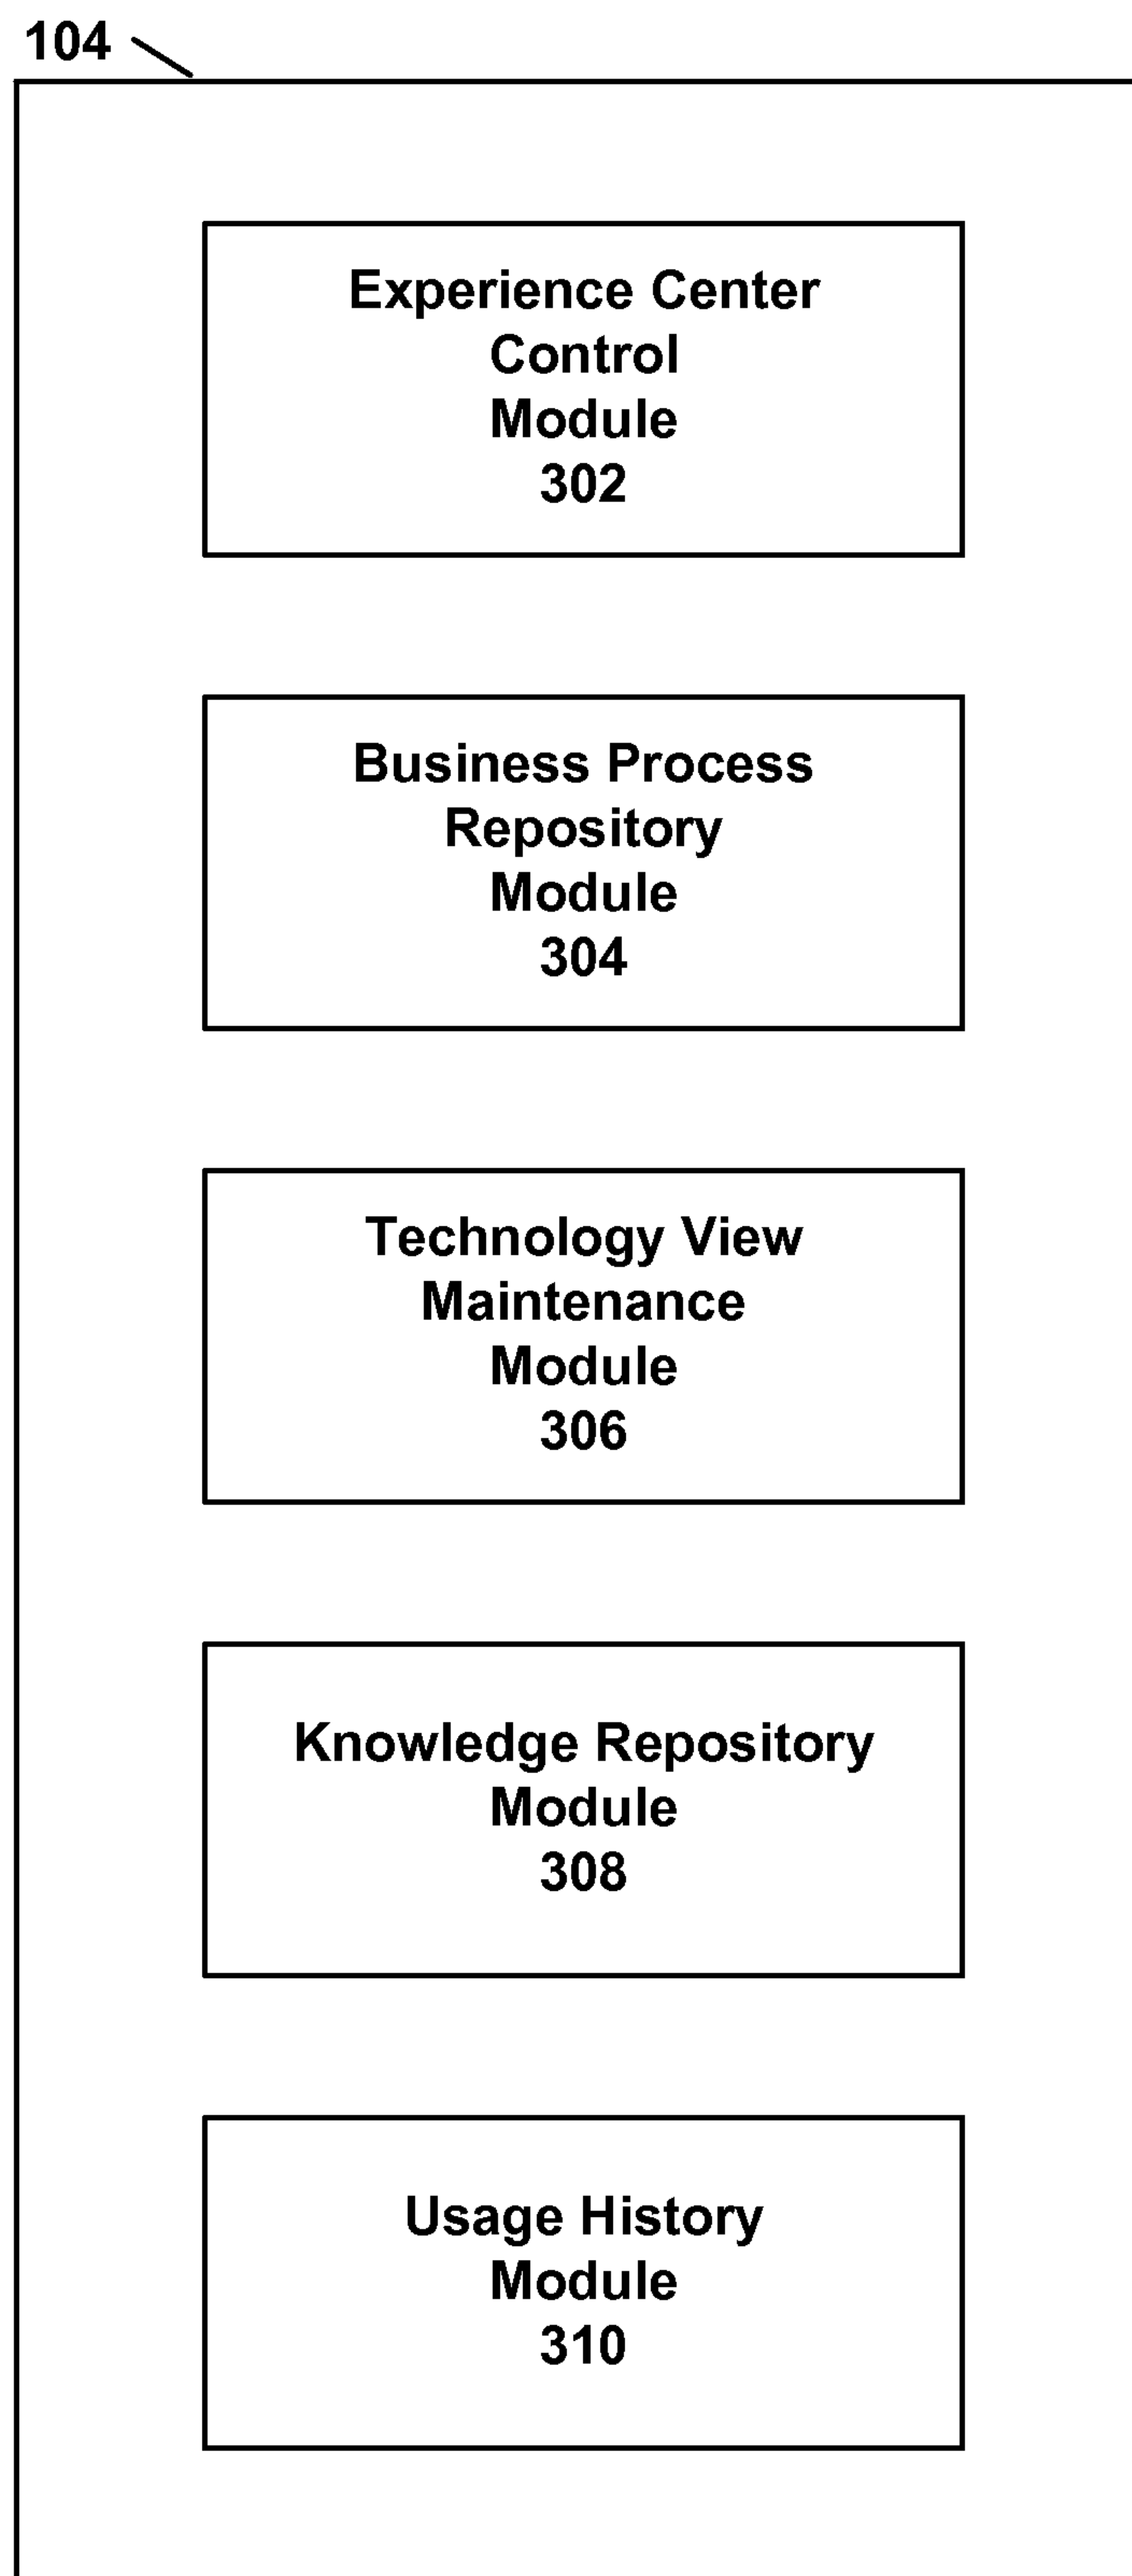 104
Experience Center
Control
Module
302
Business Process
Repository
Module
304
Technology View
Maintenance
Module
306
Knowledge Repository
Module
308
Usage History
Module
310